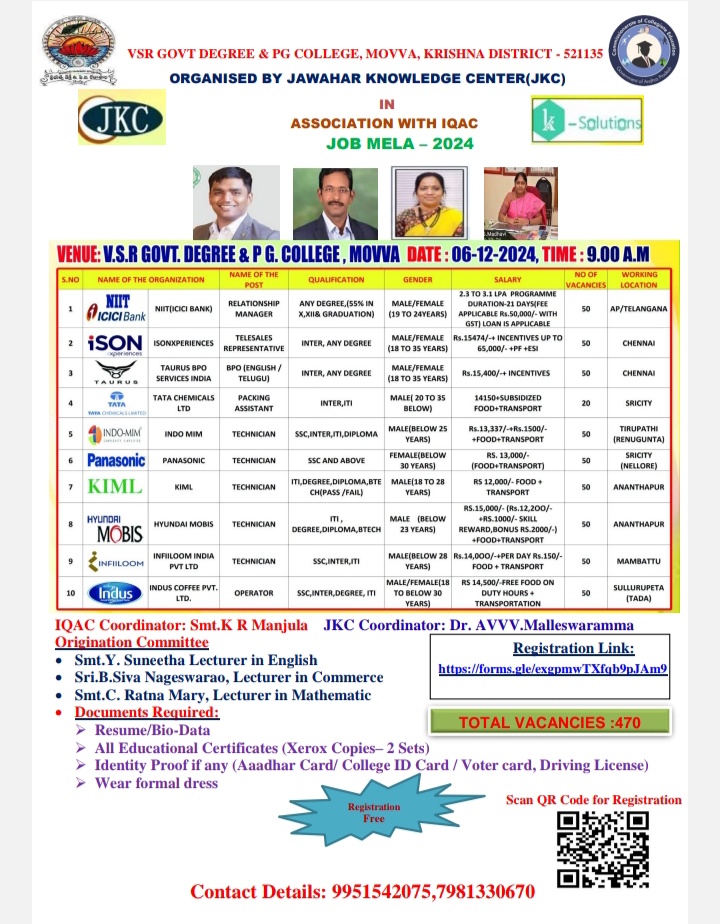 VSR GOVT DEGREE & PG COLLEGE, MOVVA, KRISHNA DISTRICT - 521135
ORGANISED BY JAWAHAR KNOWLEDGE CENTER(JKC)
JKC
IN
ASSOCIATION WITH IQAC
JOB MELA – 2024
k -Solutions
VENUE: V.S.R GOVT. DEGREE & P G. COLLEGE , MOVVA DATE : 06-12-2024, TIME : 9.00 A.M
S.NO NAME OF THE ORGANIZATION NAME OF THE POST QUALIFICATION GENDER SALARY NO OF VACANCIES WORKING LOCATION
1 NIIT ICICI Bank NIIT(ICICI BANK) RELATIONSHIP MANAGER ANY DEGREE,(55% IN X,XII& GRADUATION) MALE/FEMALE (19 TO 24YEARS) 2.3 TO 3.1 LPA PROGRAMME DURATION-21 DAYS(FEE APPLICABLE Rs.50,000/- WITH GST) LOAN IS APPLICABLE 50 AP/TELANGANA
2 iSON experiences ISONXPERIENCES TELESALES REPRESENTATIVE INTER, ANY DEGREE MALE/FEMALE (18 TO 35 YEARS) Rs.15474/-+ INCENTIVES UP TO 65,000/- +PF +ESI 50 CHENNAI
3 TAURUS TAURUS BPO SERVICES INDIA BPO (ENGLISH / TELUGU) INTER, ANY DEGREE MALE/FEMALE (18 TO 35 YEARS) Rs.15,400/-+ INCENTIVES 50 CHENNAI
4 TATA TATA CHEMICALS LIMITED TATA CHEMICALS LTD PACKING ASSISTANT INTER,ITI MALE( 20 TO 35 BELOW) 14150+SUBSIDIZED FOOD+TRANSPORT 20 SRICITY
5 INDO-MIM INDO MIM TECHNICIAN SSC,INTER,ITI,DIPLOMA MALE(BELOW 25 YEARS) Rs.13,337/-+Rs.1500/- +FOOD+TRANSPORT 50 TIRUPATHI (RENUGUNTA)
6 Panasonic PANASONIC TECHNICIAN SSC AND ABOVE FEMALE(BELOW 30 YEARS) RS. 13,000/- (FOOD+TRANSPORT) 50 SRICITY (NELLORE)
7 KIML KIML TECHNICIAN ITI,DEGREE,DIPLOMA,BTE CH(PASS /FAIL) MALE(18 TO 28 YEARS) RS 12,000/- FOOD + TRANSPORT 50 ANANTHAPUR
8 HYUNDAI MOBIS HYUNDAI MOBIS TECHNICIAN ITI , DEGREE,DIPLOMA,BTECH MALE (BELOW 23 YEARS) RS.15,000/- (Rs.12,2OO/- +RS.1000/- SKILL REWARD,BONUS RS.2000/-) +FOOD+TRANSPORT 50 ANANTHAPUR
9 INFIILOOM INFIILOOM INDIA PVT LTD TECHNICIAN SSC,INTER,ITI MALE(BELOW 28 YEARS) Rs.14,0OO/-+PER DAY Rs.150/- FOOD + TRANSPORT 50 MAMBATTU
10 Indus INDUS COFFEE PVT. LTD. OPERATOR SSC,INTER,DEGREE, ITI MALE/FEMALE(18 TO BELOW 30 YEARS) RS 14,500/-FREE FOOD ON DUTY HOURS + TRANSPORTATION 50 SULLURUPETA (TADA)
IQAC Coordinator: Smt.K R Manjula JKC Coordinator: Dr. AVVV.Malleswaramma
Origination Committee
• Smt.Y. Suneetha Lecturer in English
• Sri.B.Siva Nageswarao, Lecturer in Commerce
• Smt.C. Ratna Mary, Lecturer in Mathematic
• Documents Required:
➢ Resume/Bio-Data
➢ All Educational Certificates (Xerox Copies– 2 Sets)
➢ Identity Proof if any (Aaadhar Card/ College ID Card / Voter card, Driving License)
➢ Wear formal dress
Registration Link:
https://forms.gle/exgpmwTXfqb9pJAm9
TOTAL VACANCIES :470
Registration
Free
Scan QR Code for Registration
Contact Details: 9951542075,7981330670